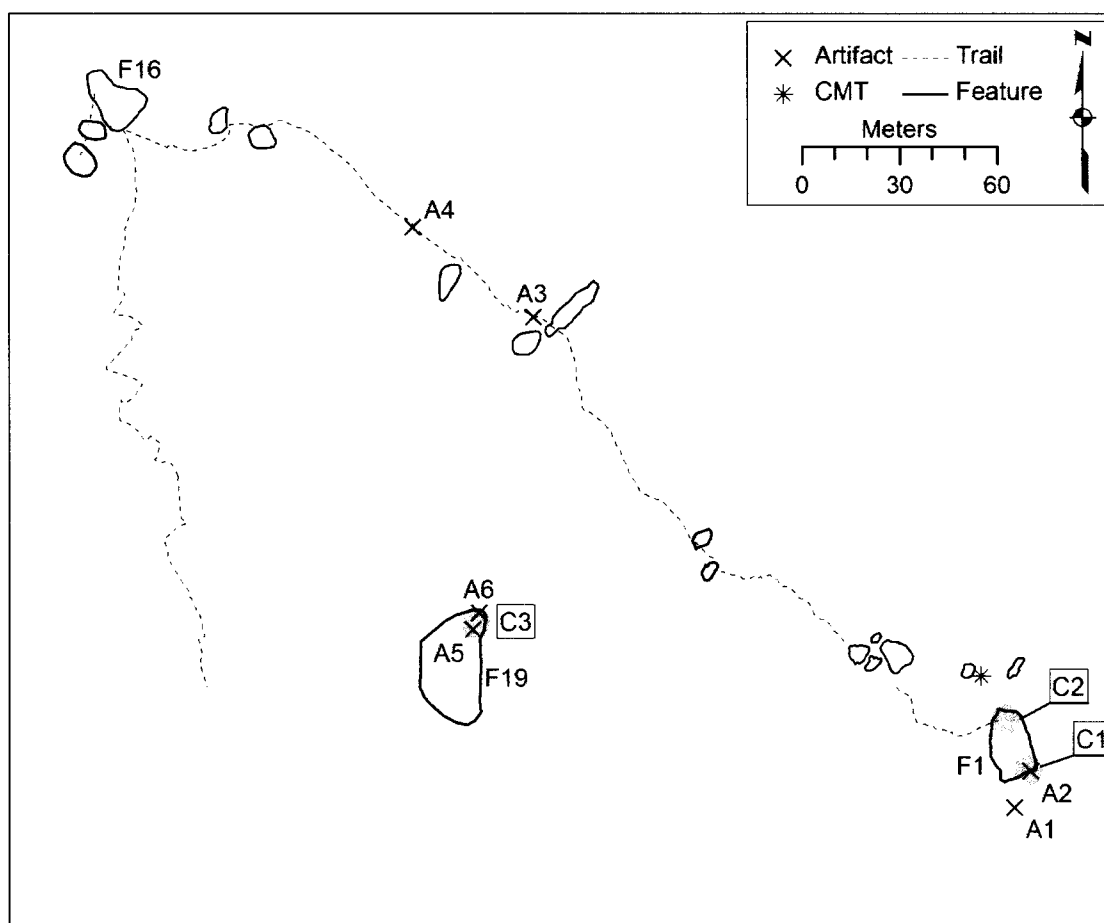 Artifact Trail
CMT Feature
Meters
0 30 60
Z
F16
A4
A3
A6
C3
A5
F19
C2
C1
F1
A2
A1